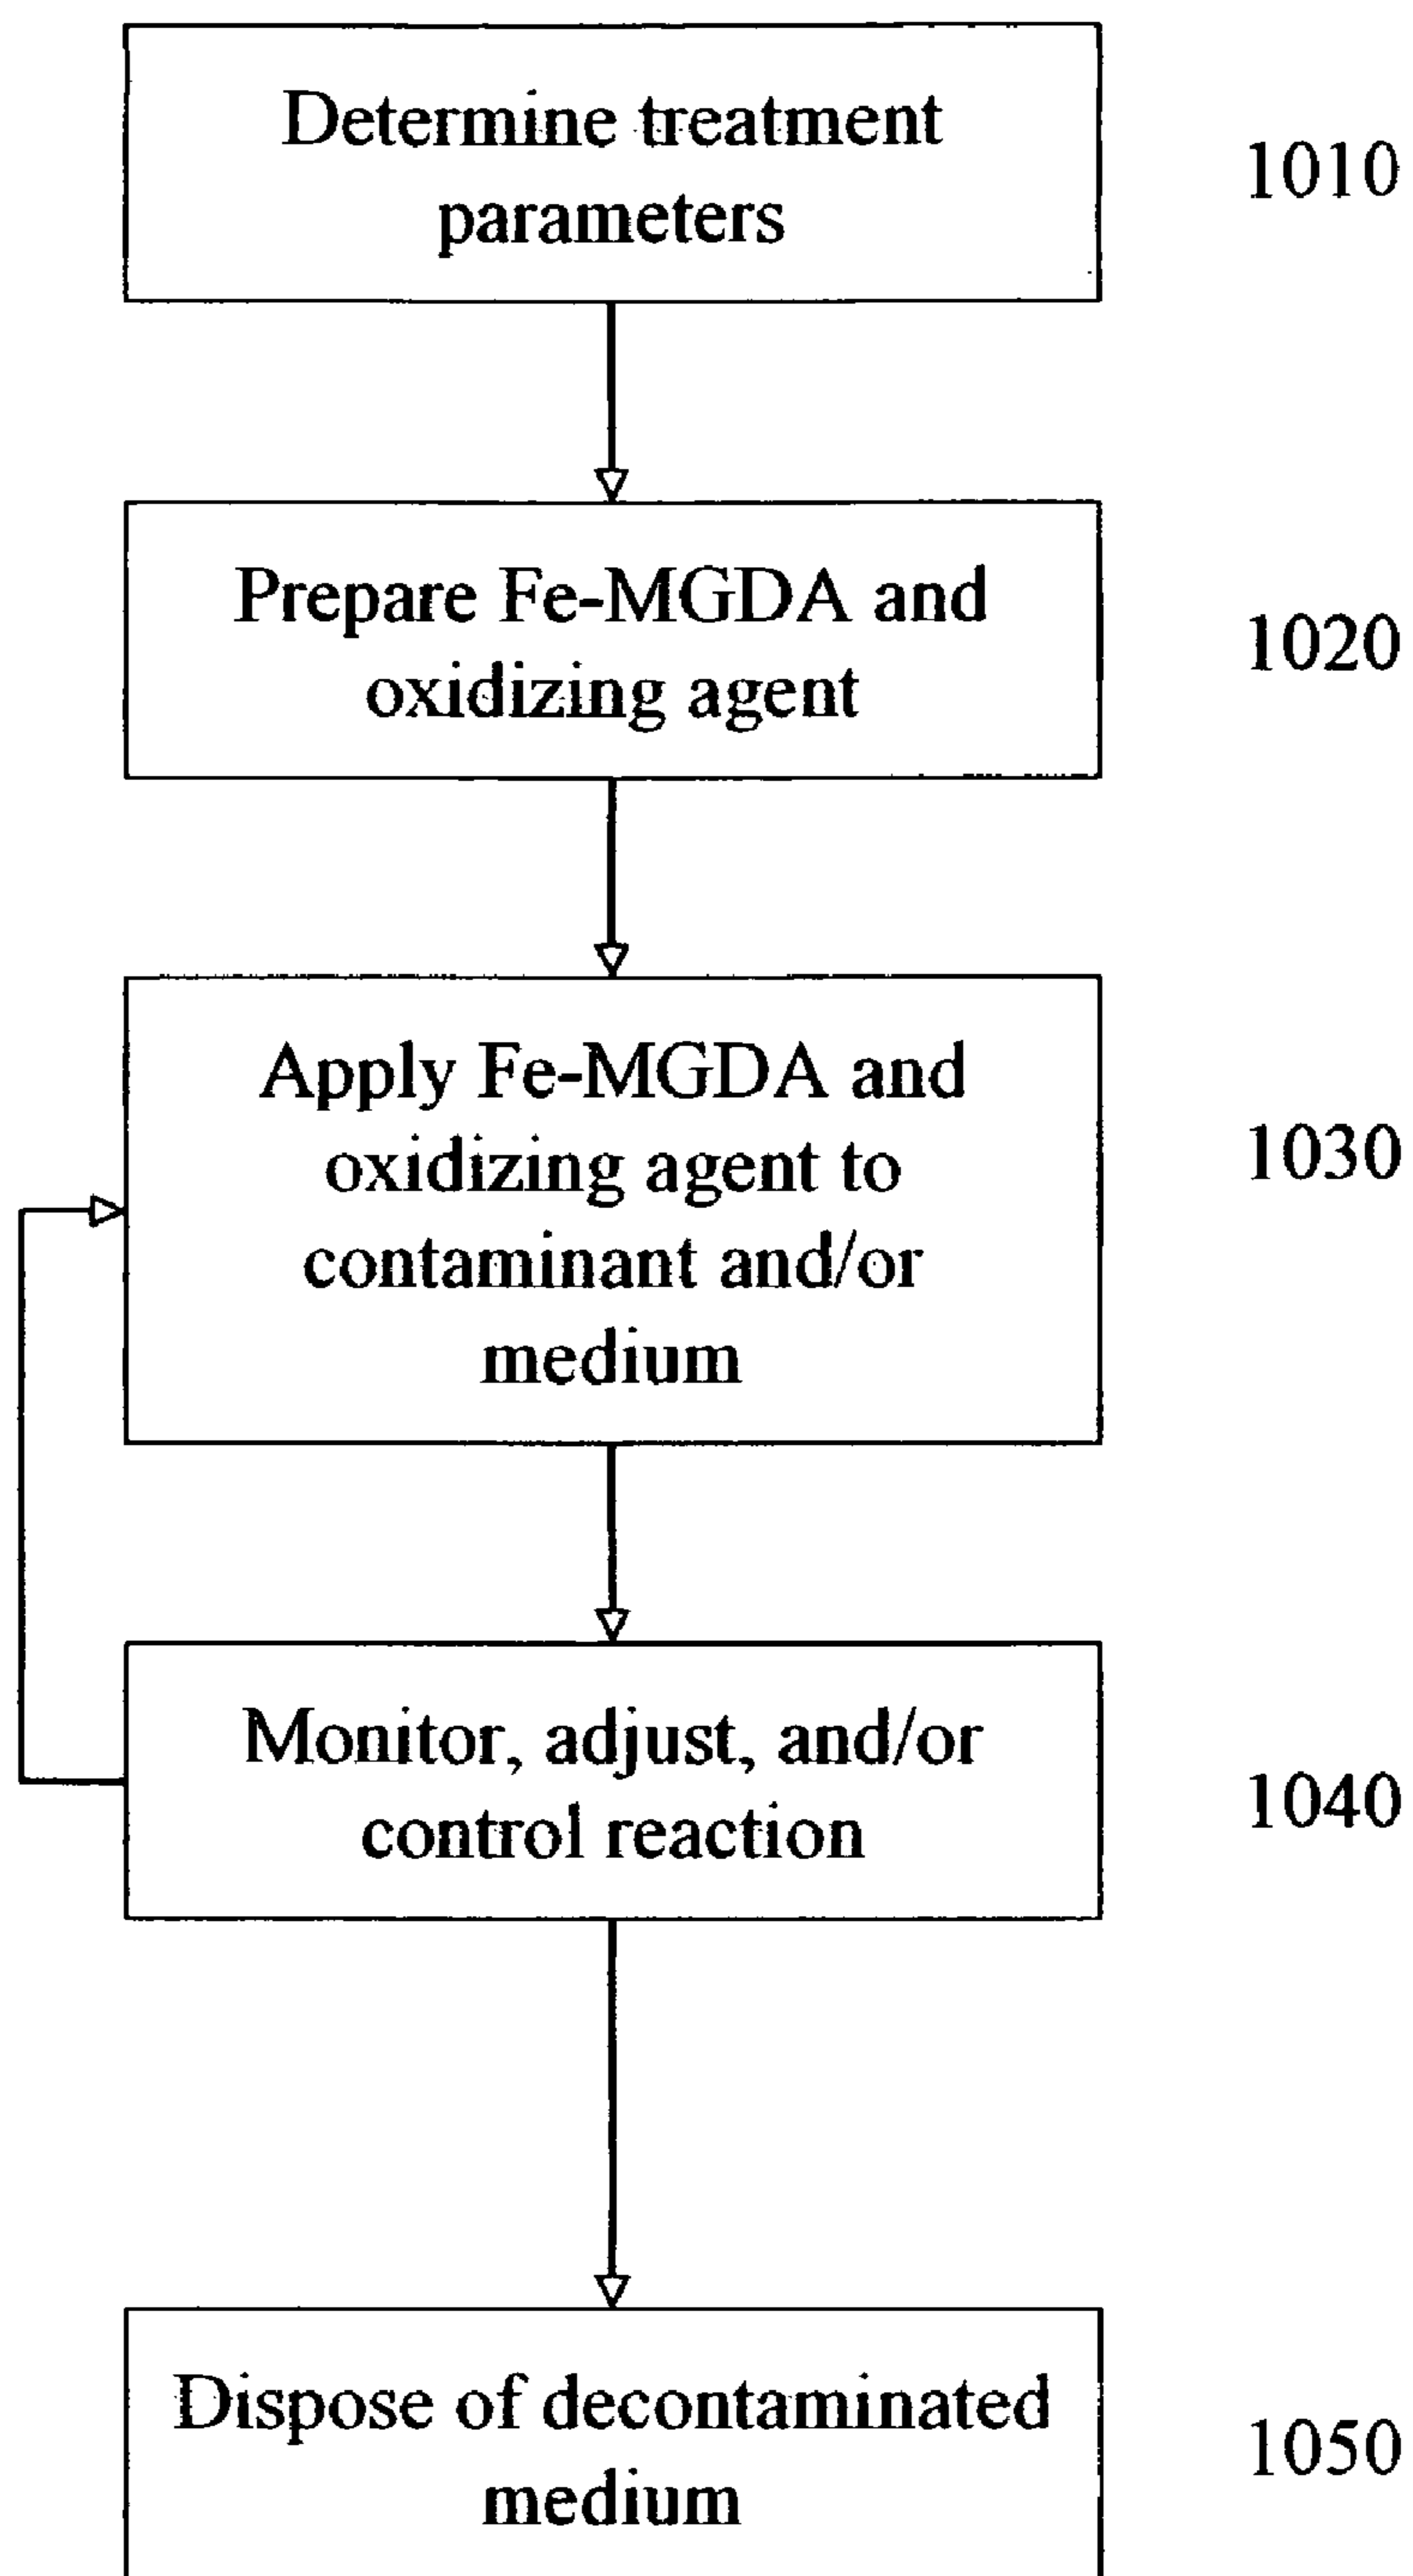 Determine treatment
parameters
1010
Prepare Fe-MGDA and
oxidizing agent
1020
Apply Fe-MGDA and
oxidizing agent to
contaminant and/or
medium
1030
Monitor, adjust, and/or
control reaction
1040
Dispose of decontaminated
medium
1050